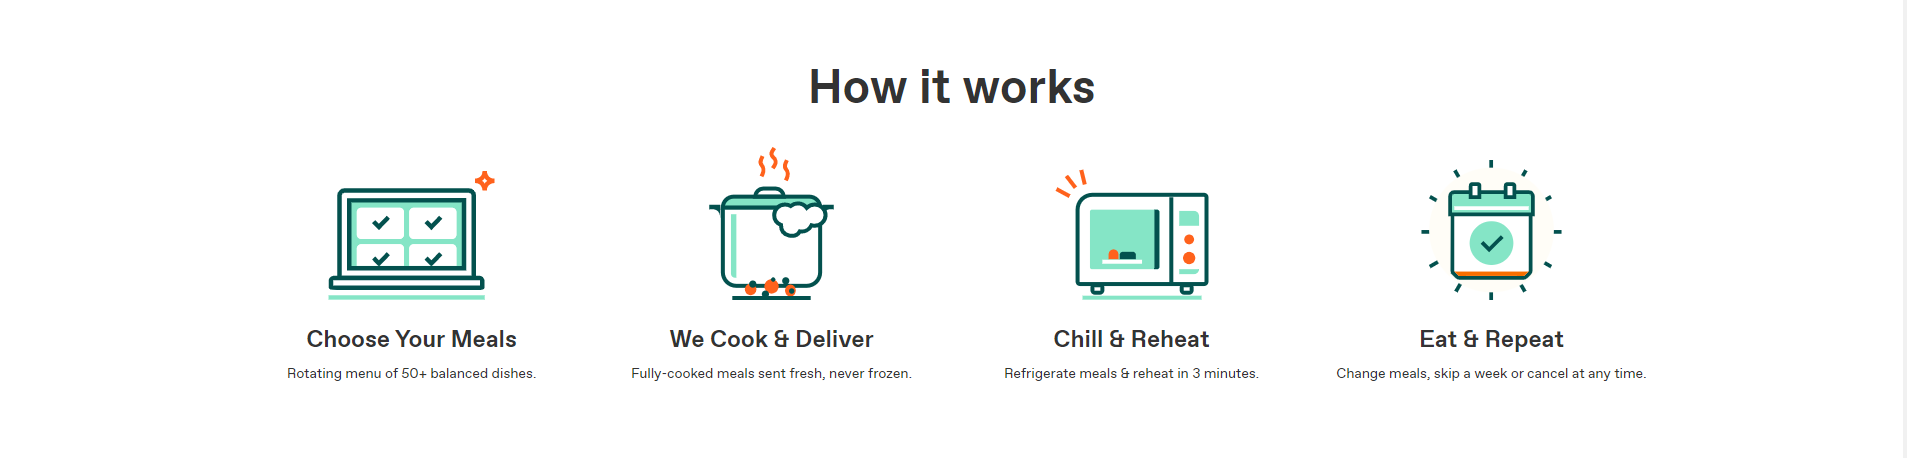 How it works
Choose Your Meals
Rotating menu of 50+ balanced dishes.
We Cook & Deliver
Fully-cooked meals sent fresh, never frozen.
Chill & Reheat
Refrigerate meals & reheat in 3 minutes.
Eat & Repeat
Change meals, skip a week or cancel at any time.